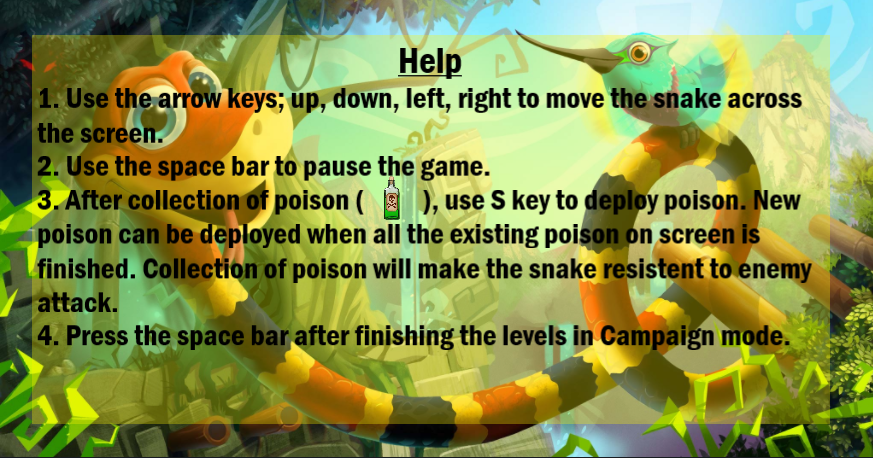 Help
1. Use the arrow keys; up, down, left, right to move the snake across
the screen.
2. Use the space bar to pause the game.
3. After collection of poison ( ), use S key to deploy poison. New
poison can be deployed when all the existing poison on screen is
finished. Collection of poison will make the snake resistent to enemy
attack.
4. Press the space bar after finishing the levels in Campaign mode.